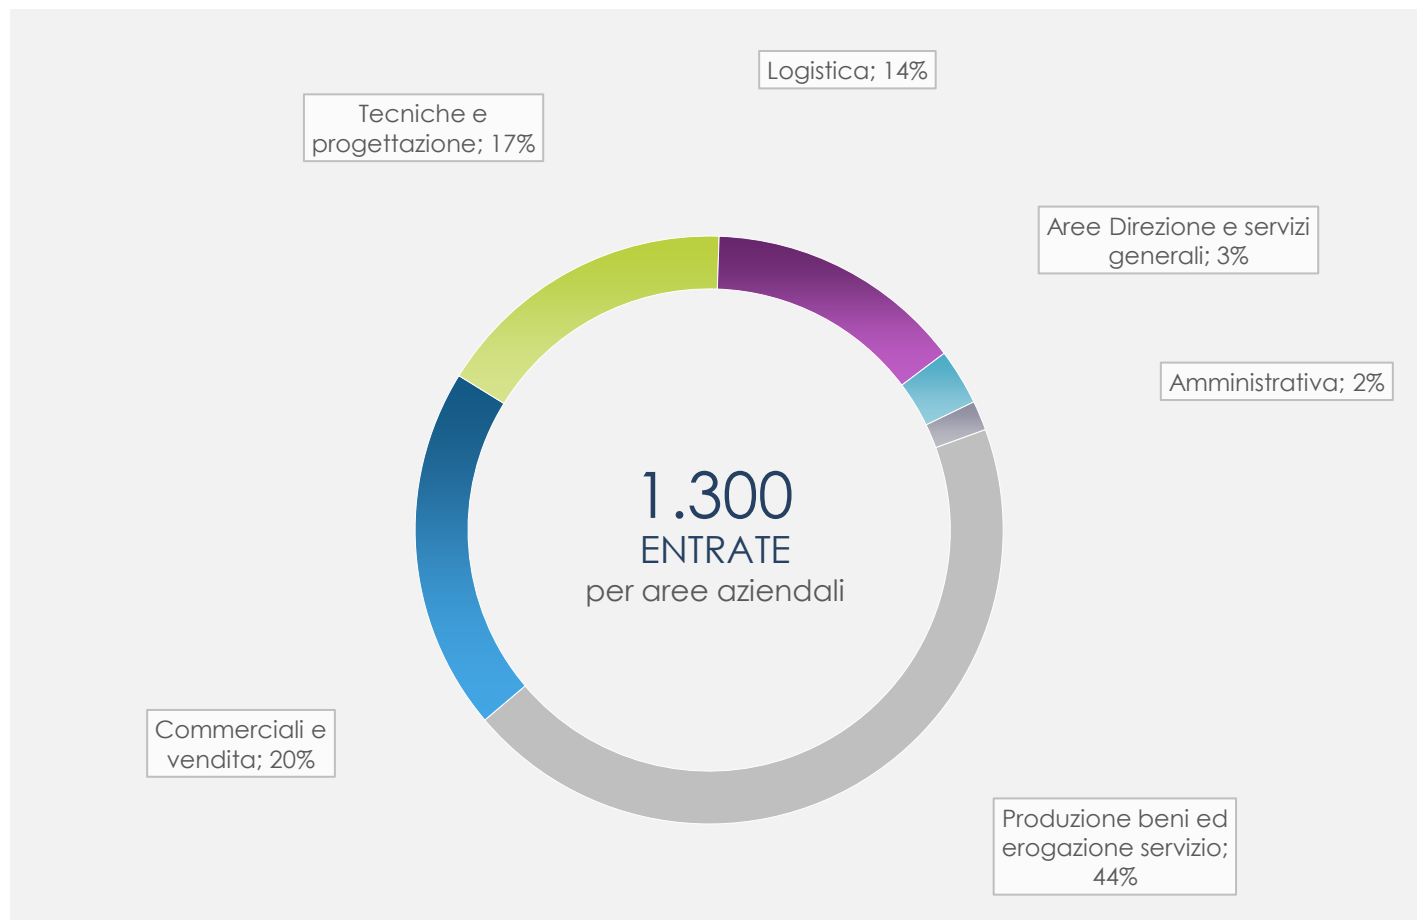 Logistica; 14%
Tecniche e
progettazione; 17%
Aree Direzione e servizi
generali; 3%
Amministrativa; 2%
1.300
ENTRATE
per aree aziendali
Commerciali e
vendita; 20%
Produzione beni ed
erogazione servizio;
44%